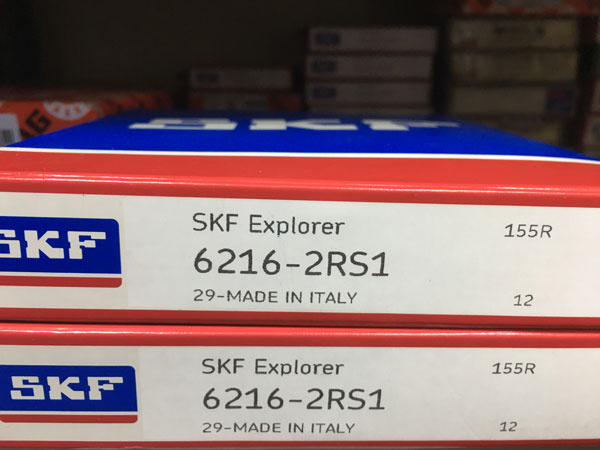 SKF
SKF
SKF Explorer
155R
6216-2RS1
29-MADE IN ITALY
12
SKF
SKF Explorer
155R
6216-2RS1
29-MADE IN ITALY
12